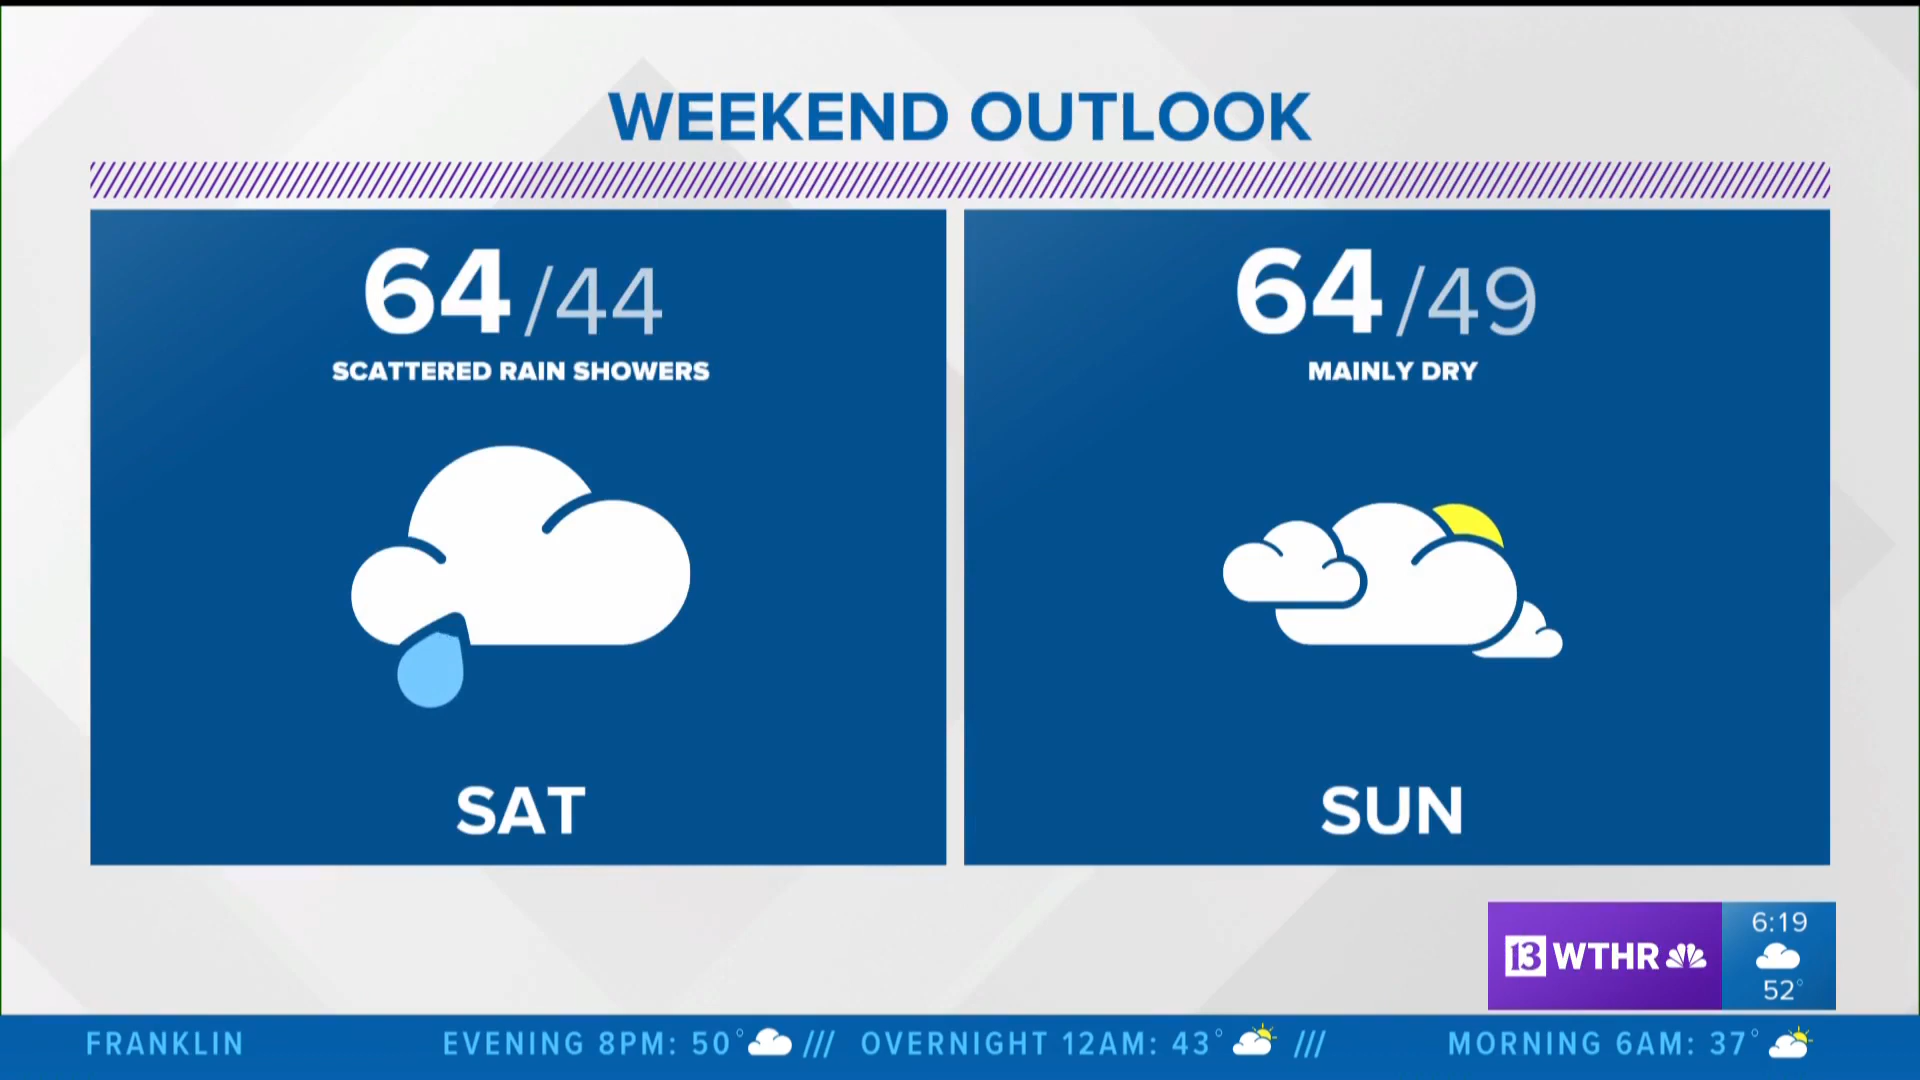 WEEKEND OUTLOOK
64/44
SCATTERED RAIN SHOWERS
SAT
64/49
MAINLY DRY
SUN
13 WTHR
6:19
52°
FRANKLIN EVENING 8PM: 50° /// OVERNIGHT 12AM: 43° /// MORNING 6AM: 37°